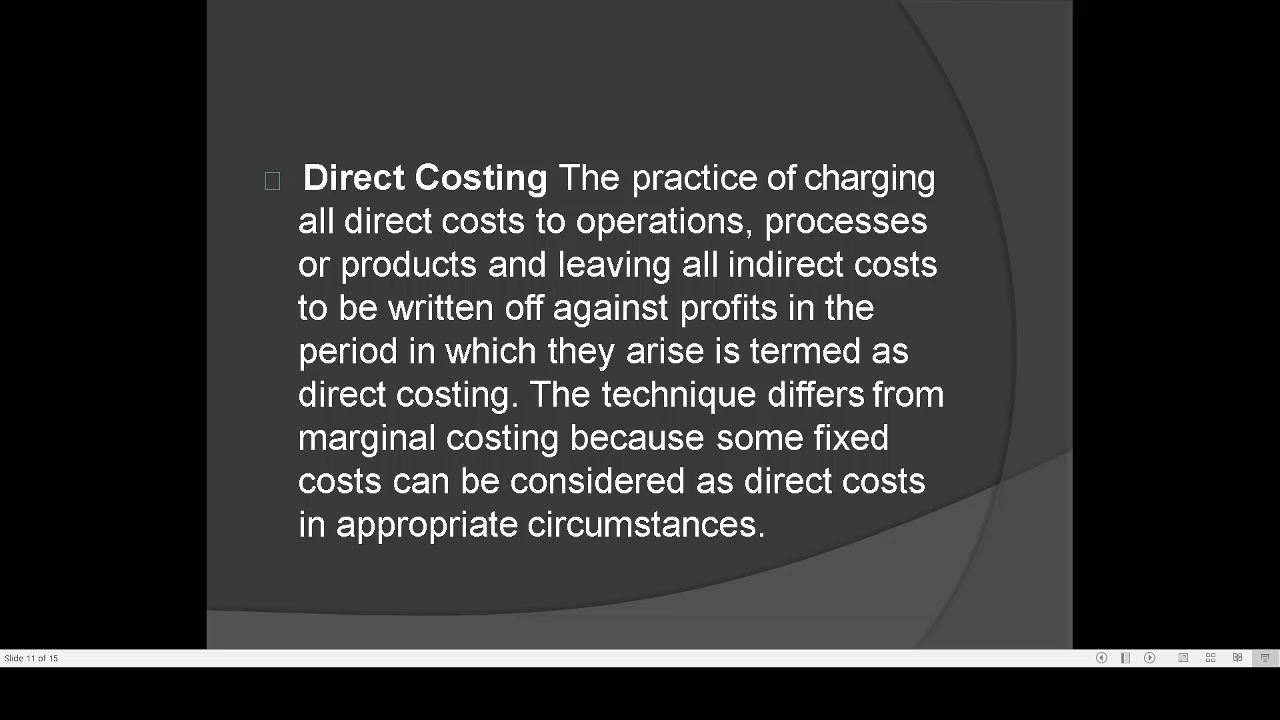 Direct Costing The practice of charging
all direct costs to operations, processes
or products and leaving all indirect costs
to be written off against profits in the
period in which they arise is termed as
direct costing. The technique differs from
marginal costing because some fixed
costs can be considered as direct costs
in appropriate circumstances.
Slide 11 of 15